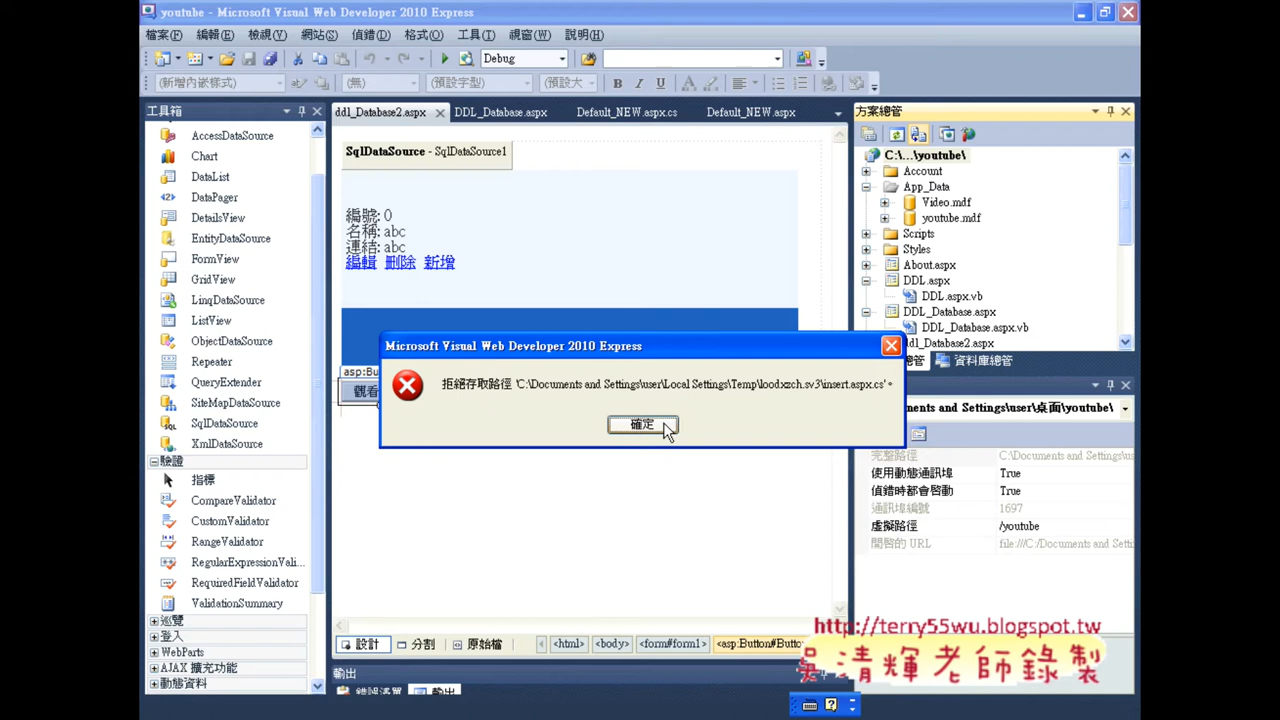 youtube - Microsoft Visual Web Developer 2010 Express
檔案(F) 編輯(E) 檢視(V) 網站(S) 偵錯(D) 格式(O) 工具(T) 視窗(W) 說明(H)
Debug
(新增內嵌樣式) (無) (預設字型) (預設大 B I U A
工具箱
AccessDataSource
Chart
DataList
DataPager
DetailsView
EntityDataSource
FormView
GridView
LinqDataSource
ListView
ObjectDataSource
Repeater
QueryExtender
SiteMapDataSource
SqlDataSource
XmlDataSource
驗證
指標
CompareValidator
CustomValidator
RangeValidator
RegularExpressionVali...
RequiredFieldValidator
ValidationSummary
巡覽
登入
WebParts
AJAX 擴充功能
動態資料
ddl_Database2.aspx DDL_Database.aspx Default_NEW.aspx.cs Default_NEW.aspx
SqlDataSource - SqlDataSource1
編號: 0
名稱: abc
連結: abc
編輯 刪除 新增
asp:Bu
觀看
Microsoft Visual Web Developer 2010 Express
拒絕存取路徑 'C:\Documents and Settings\user\Local Settings\Temp\loodxzch.sv3\insert.aspx.cs'。
確定
設計 分割 原始檔 <html> <body> <form#form1> <asp:Button#Butto
輸出
錯誤清單 輸出
方案總管
C:\...\youtube\
Account
App_Data
Video.mdf
youtube.mdf
Scripts
Styles
About.aspx
DDL.aspx
DDL.aspx.vb
DDL_Database.aspx
DDL_Database.aspx.vb
ddl_Database2.aspx
總管 資料庫總管
ments and Settings\user\桌面\youtube\
完整路徑 C:\Documents and Settings\us
使用動態通訊埠 True
偵錯時都會啟動 True
通訊埠編號 1697
虛擬路徑 /youtube
開啟的 URL file:///C:/Documents and Setti
http://terry55wu.blogspot.tw
吳清輝老師錄製